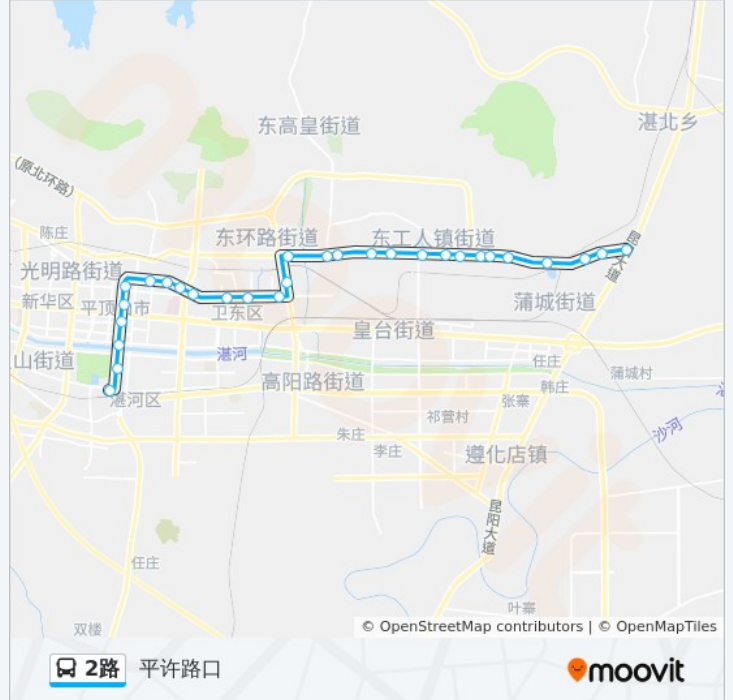 东高皇街道
湛北乡
(原北环路)
陈庄
东环路街道
东工人镇街道
昆
大道
光明路街道
新华区
平顶
市
卫东区
蒲城街道
皇台街道
山街道
湛河
任庄
蒲城村
高阳路街道
韩庄
湛河区
张寨
祁营村
沙河
朱庄
李庄
遵化店镇
昆阳大道
任庄
叶寨
双楼
© OpenStreetMap contributors | © OpenMapTiles
2路 平许路口
moovit